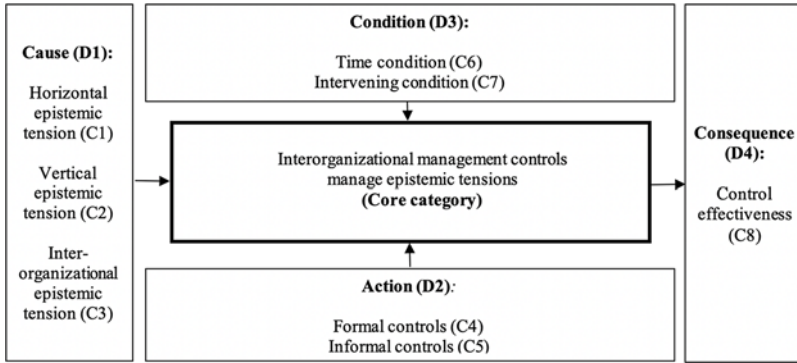 Cause (D1):
Horizontal
epistemic
tension (C1)
Vertical
epistemic
tension (C2)
Inter-
organizational
epistemic
tension (C3)
Condition (D3):
Time condition (C6)
Intervening condition (C7)
Interorganizational management controls
manage epistemic tensions
(Core category)
Action (D2):
Formal controls (C4)
Informal controls (C5)
Consequence
(D4):
Control
effectiveness
(C8)